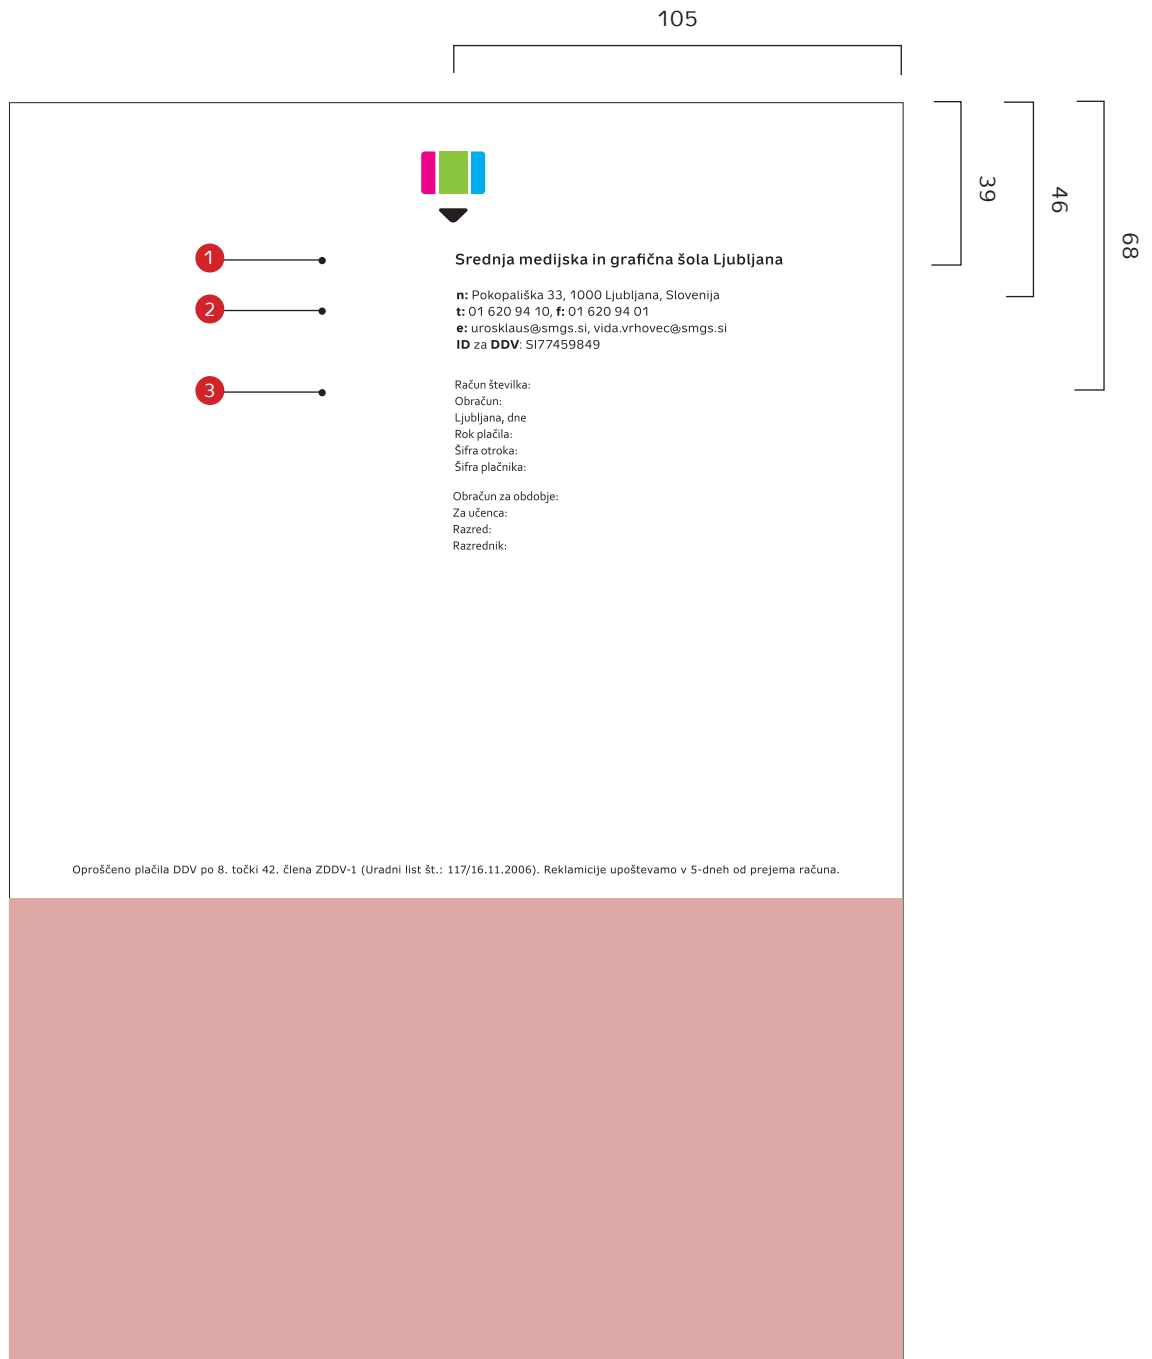 105
39
46
68
1
Srednja medijska in grafična šola Ljubljana
2
n: Pokopališka 33, 1000 Ljubljana, Slovenija
t: 01 620 94 10, f: 01 620 94 01
e: urosklaus@smgs.si, vida.vrhovec@smgs.si
ID za DDV: SI77459849
3
Račun številka:
Obračun:
Ljubljana, dne
Rok plačila:
Šifra otroka:
Šifra plačnika:
Obračun za obdobje:
Za učenca:
Razred:
Razrednik:
Oproščeno plačila DDV po 8. točki 42. člena ZDDV-1 (Uradni list št.: 117/16.11.2006). Reklamicije upoštevamo v 5-dneh od prejema računa.